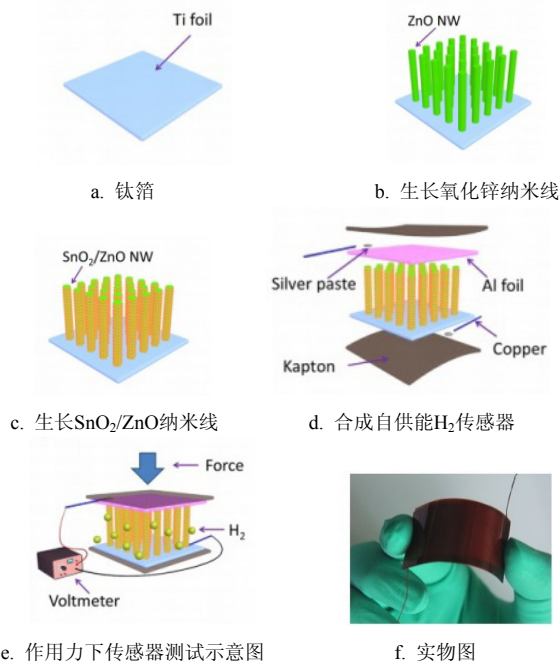 Ti foil
ZnO NW
a. 钛箔
b. 生长氧化锌纳米线
SnO₂/ZnO NW
Silver paste
Al foil
Copper
Kapton
c. 生长SnO₂/ZnO纳米线
d. 合成自供能H₂传感器
Force
H₂
Voltmeter
e. 作用力下传感器测试示意图
f. 实物图